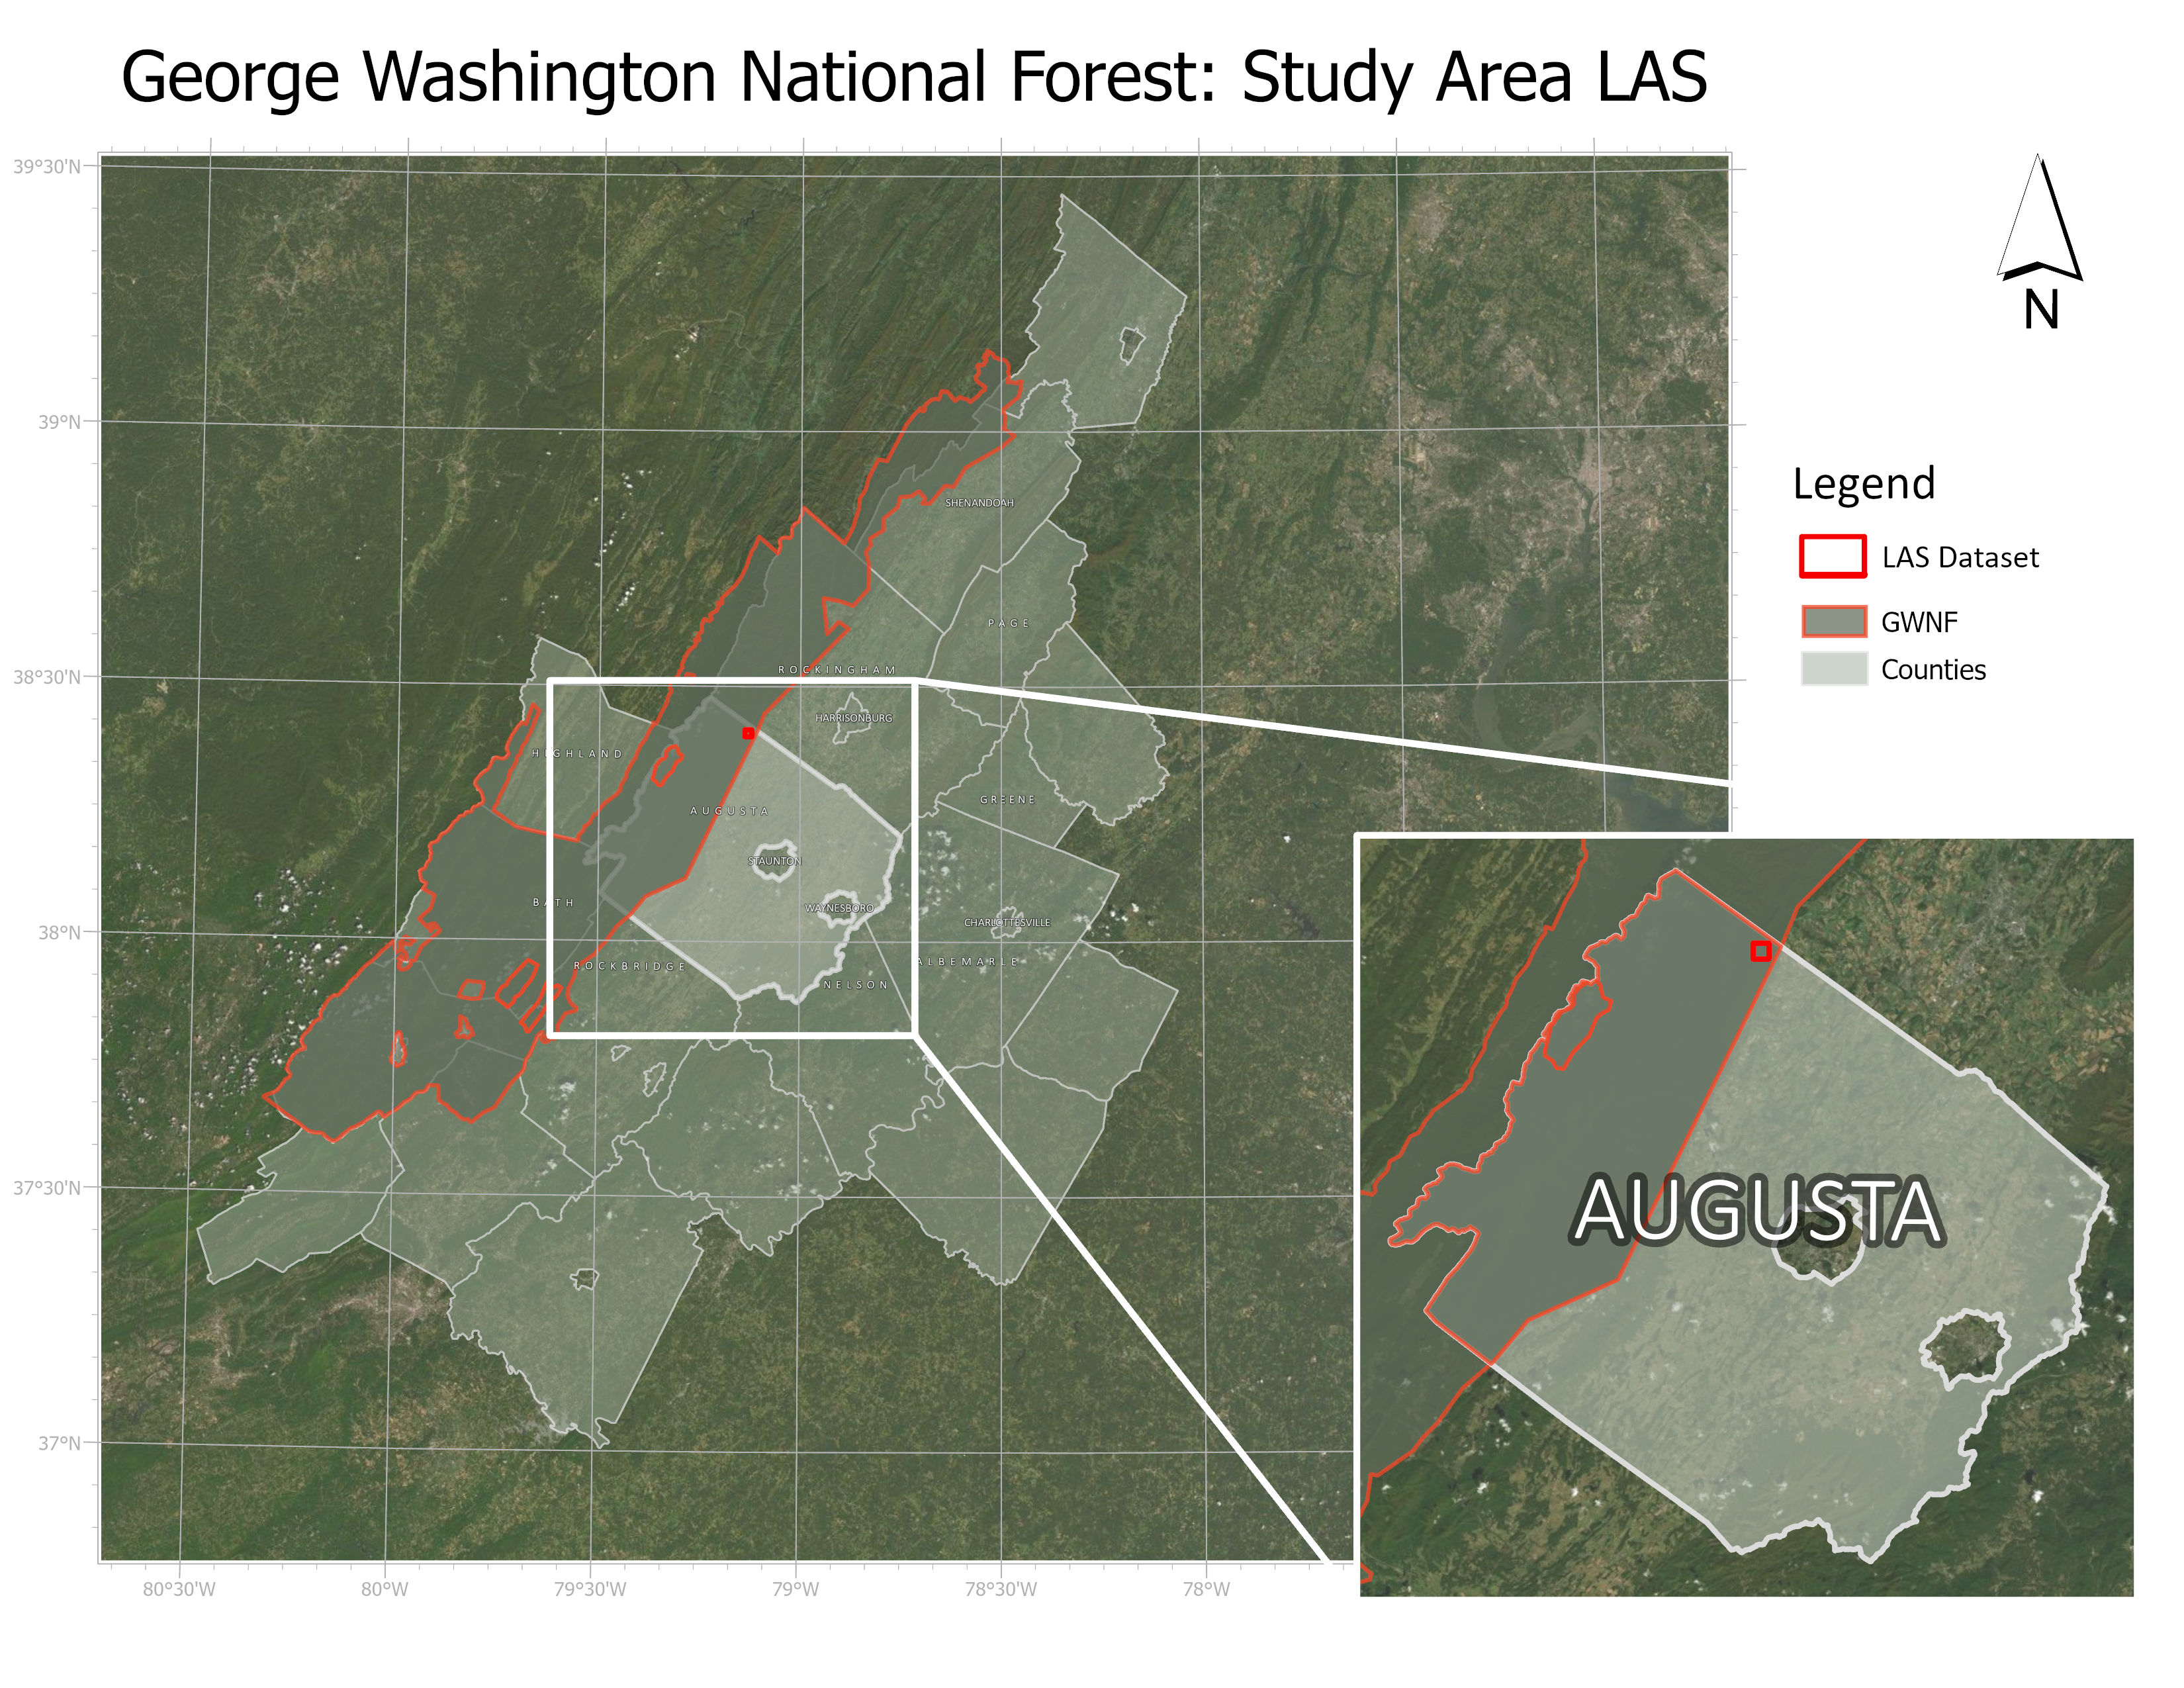 George Washington National Forest: Study Area LAS
39°30'N
39°N
38°30'N
38°N
37°30'N
37°N
80°30'W
80°W
79°30'W
79°W
78°30'W
78°W
SHENANDOAH
PAGE
ROCKINGHAM
HARRISONBURG
HIGHLAND
GREENE
AUGUSTA
STAUNTON
BATH
WAYNESBORO
CHARLOTTESVILLE
ROCKBRIDGE
ALBEMARLE
NELSON
N
Legend
LAS Dataset
GWNF
Counties
AUGUSTA